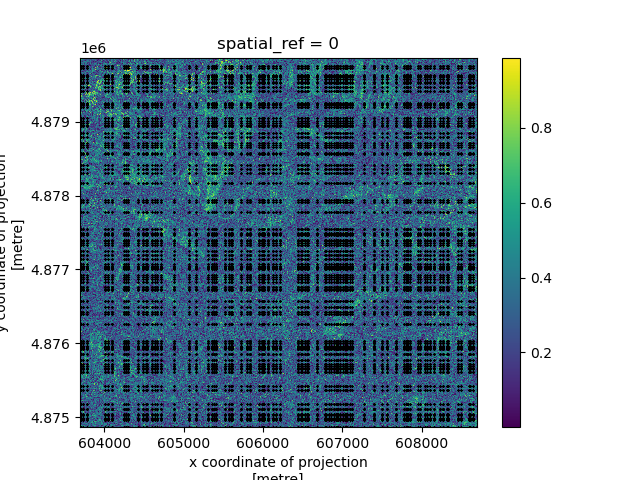 spatial_ref = 0
1e6
4.879
4.878
4.877
4.876
4.875
y coordinate of projection
[metre]
604000 605000 606000 607000 608000
x coordinate of projection
[metre]
0.8
0.6
0.4
0.2